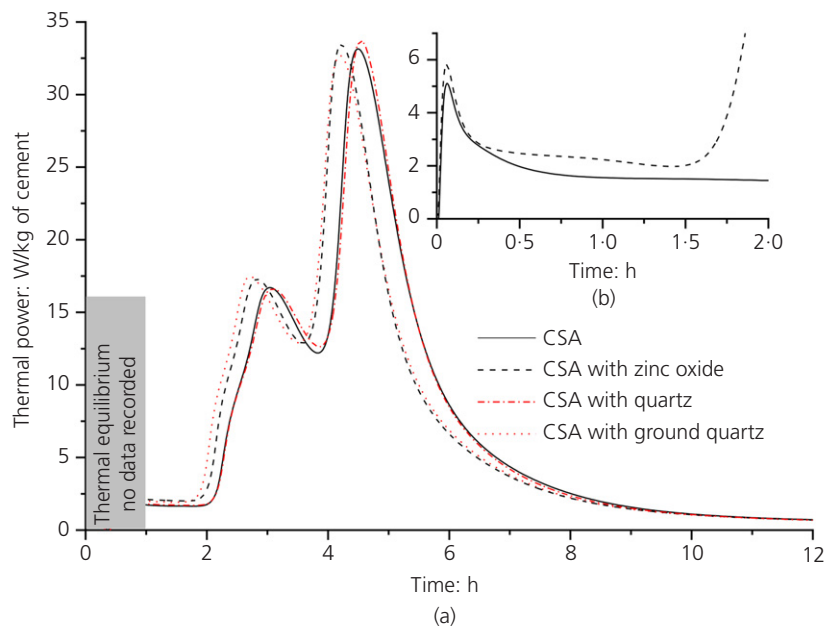 35
30
25
20
15
10
5
0
Thermal power: W/kg of cement
Thermal equilibrium
no data recorded
0
2
4
6
8
10
12
Time: h
(a)
6
4
2
0
0
0·5
1·0
1·5
2·0
Time: h
(b)
CSA
CSA with zinc oxide
CSA with quartz
CSA with ground quartz